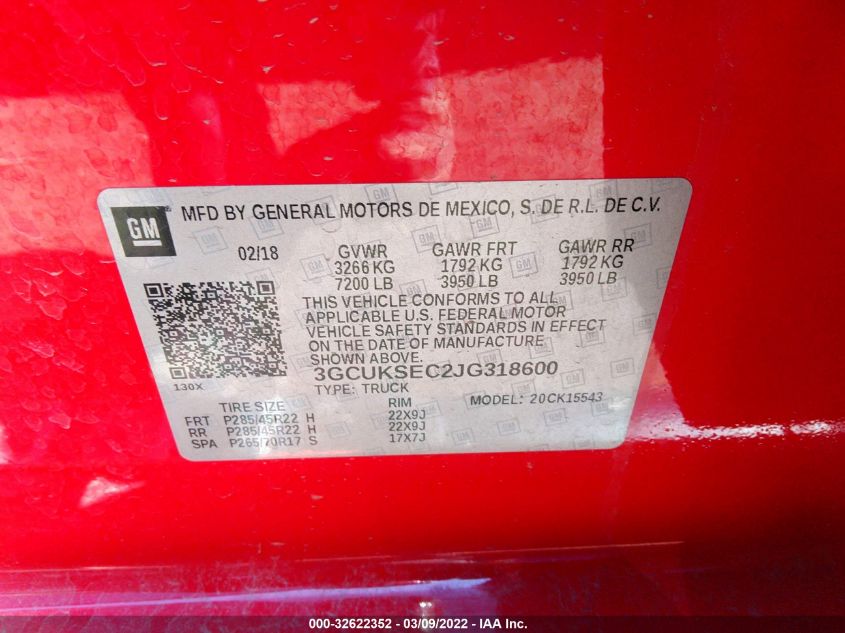 GM MFD BY GENERAL MOTORS DE MEXICO, S. DE R.L. DE C.V.
02/18 GVWR GAWR FRT GAWR RR
3266 KG 1792 KG 1792 KG
7200 LB 3950 LB 3950 LB
THIS VEHICLE CONFORMS TO ALL
APPLICABLE U.S. FEDERAL MOTOR
VEHICLE SAFETY STANDARDS IN EFFECT
ON THE DATE OF MANUFACTURE
SHOWN ABOVE.
130X 3GCUKSEC2JG318600
TYPE: TRUCK
TIRE SIZE RIM MODEL: 20CK15543
FRT P285/45R22 H 22X9J
RR P285/45R22 H 22X9J
SPA P265/70R17 S 17X7J
000-32622352 - 03/09/2022 - IAA Inc.